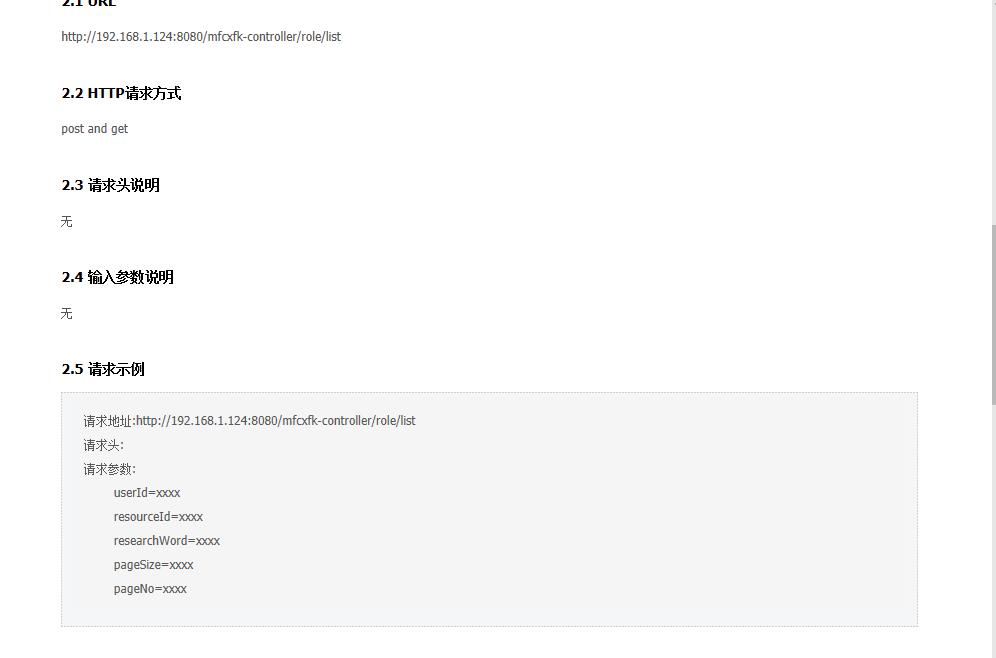 2.1 URL
http://192.168.1.124:8080/mfcxfk-controller/role/list
2.2 HTTP请求方式
post and get
2.3 请求头说明
无
2.4 输入参数说明
无
2.5 请求示例
请求地址:http://192.168.1.124:8080/mfcxfk-controller/role/list
请求头:
请求参数:
userId=xxxx
resourceId=xxxx
researchWord=xxxx
pageSize=xxxx
pageNo=xxxx